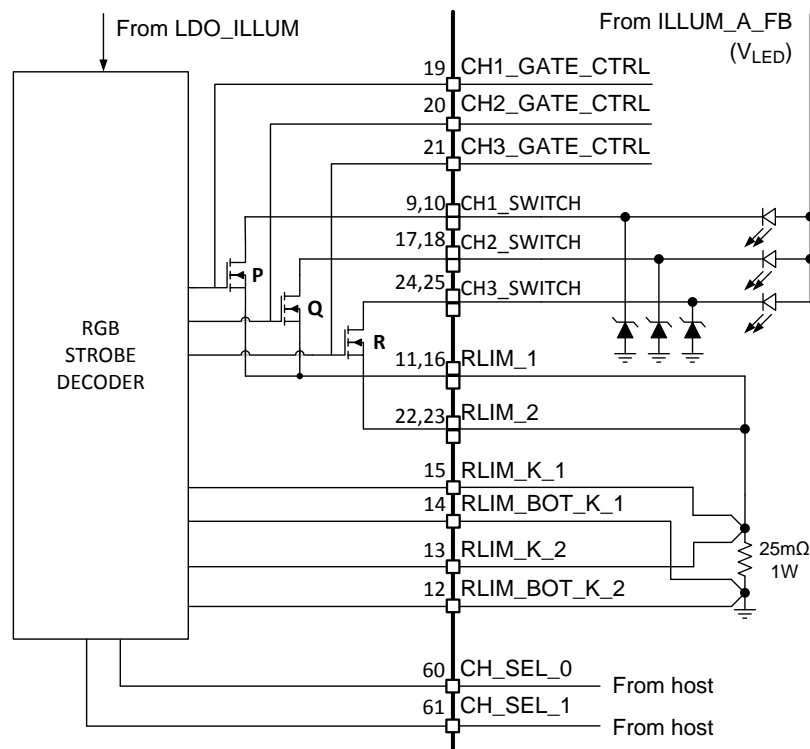 From LDO_ILLUM
From ILLUM_A_FB
(VLED)
19 CH1_GATE_CTRL
20 CH2_GATE_CTRL
21 CH3_GATE_CTRL
9,10 CH1_SWITCH
17,18 CH2_SWITCH
24,25 CH3_SWITCH
P
Q
R
RGB
STROBE
DECODER
11,16 RLIM_1
22,23 RLIM_2
15 RLIM_K_1
14 RLIM_BOT_K_1
13 RLIM_K_2
12 RLIM_BOT_K_2
25mΩ
1W
60 CH_SEL_0 From host
61 CH_SEL_1 From host